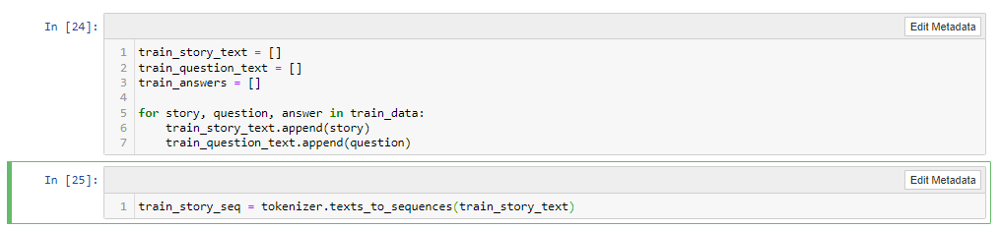 In [24]:
Edit Metadata
1 train_story_text = []
2 train_question_text = []
3 train_answers = []
4
5 for story, question, answer in train_data:
6     train_story_text.append(story)
7     train_question_text.append(question)
In [25]:
Edit Metadata
1 train_story_seq = tokenizer.texts_to_sequences(train_story_text)